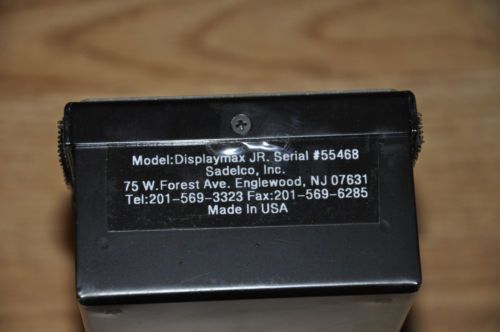 Model:Displaymax JR. Serial #55468
Sadelco, Inc.
75 W.Forest Ave. Englewood, NJ 07631
Tel:201-569-3323 Fax:201-569-6285
Made in USA